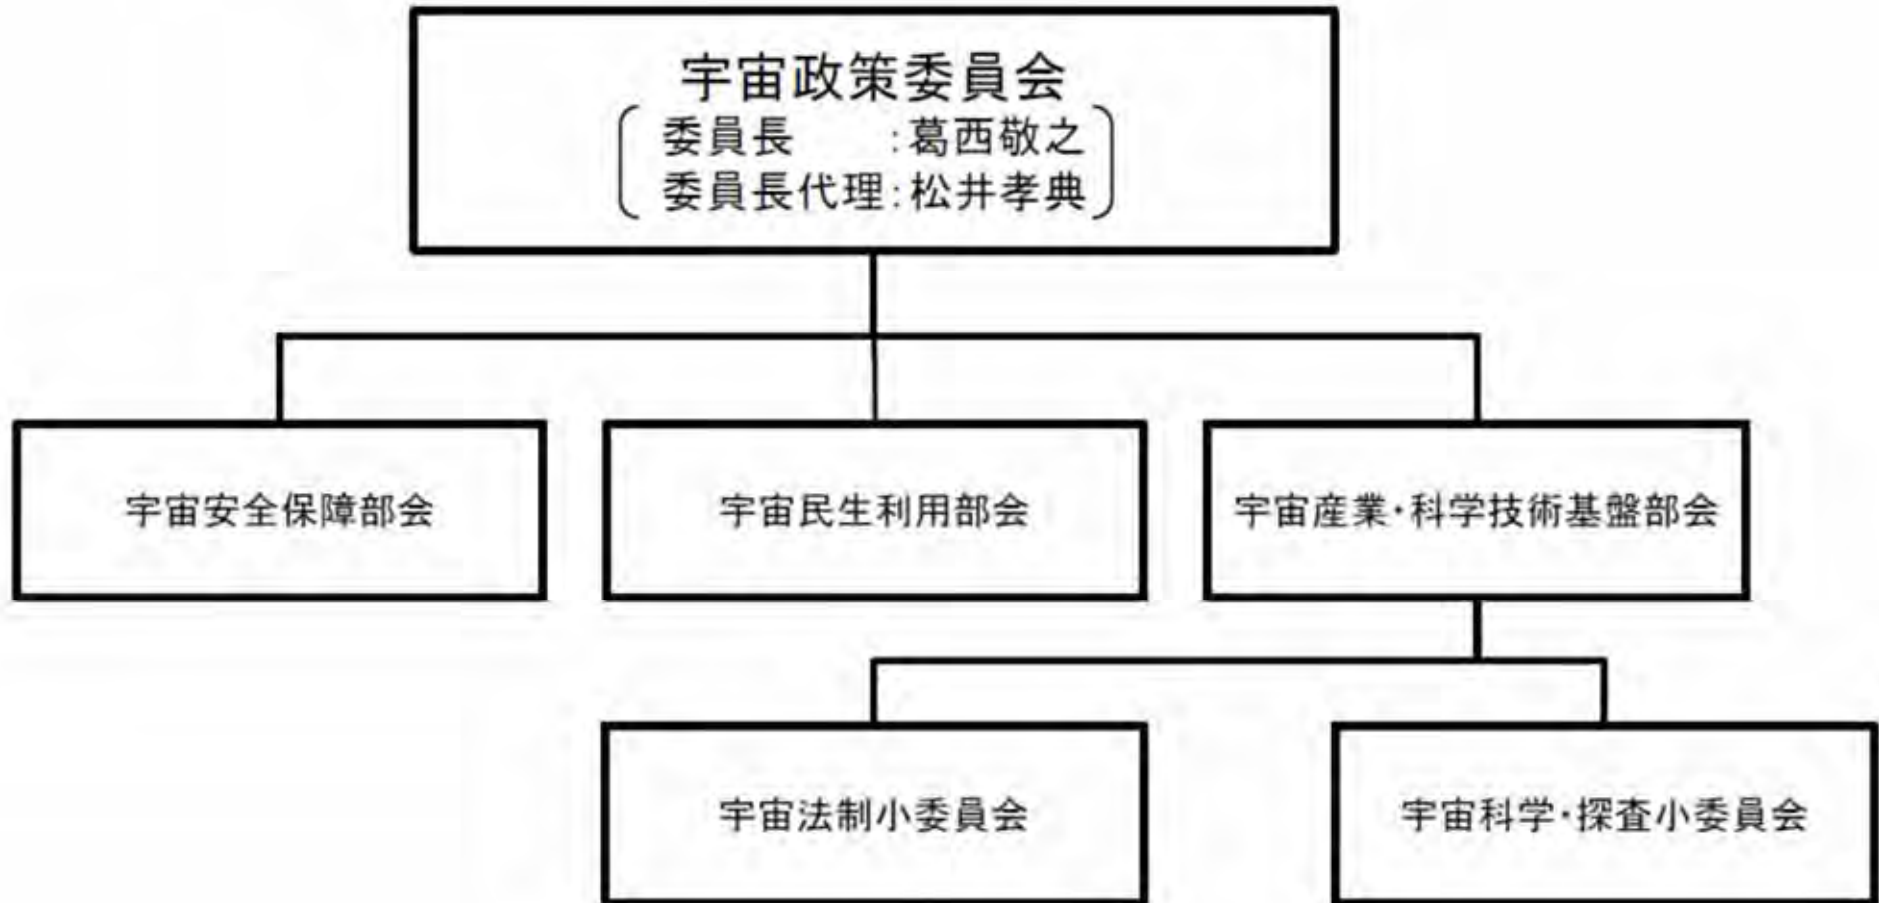 宇宙政策委員会
委員長　　:葛西敬之
委員長代理:松井孝典
宇宙安全保障部会
宇宙民生利用部会
宇宙産業・科学技術基盤部会
宇宙法制小委員会
宇宙科学・探査小委員会